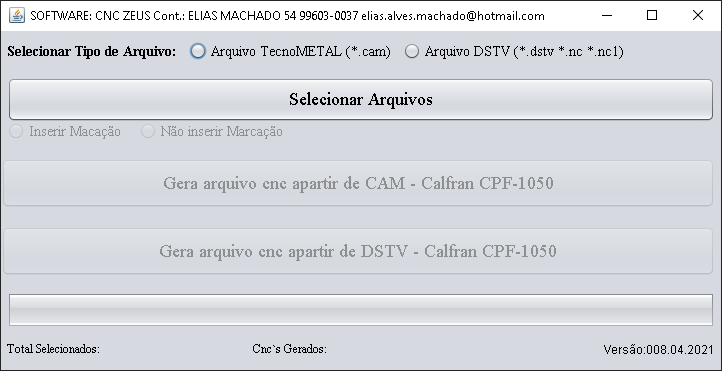 SOFTWARE: CNC ZEUS Cont.: ELIAS MACHADO 54 99603-0037 elias.alves.machado@hotmail.com
Selecionar Tipo de Arquivo: Arquivo TecnoMETAL (*.cam) Arquivo DSTV (*.dstv *.nc *.nc1)
Selecionar Arquivos
Inserir Macação Não inserir Marcação
Gera arquivo cnc apartir de CAM - Calfran CPF-1050
Gera arquivo cnc apartir de DSTV - Calfran CPF-1050
Total Selecionados: Cnc`s Gerados: Versão:008.04.2021